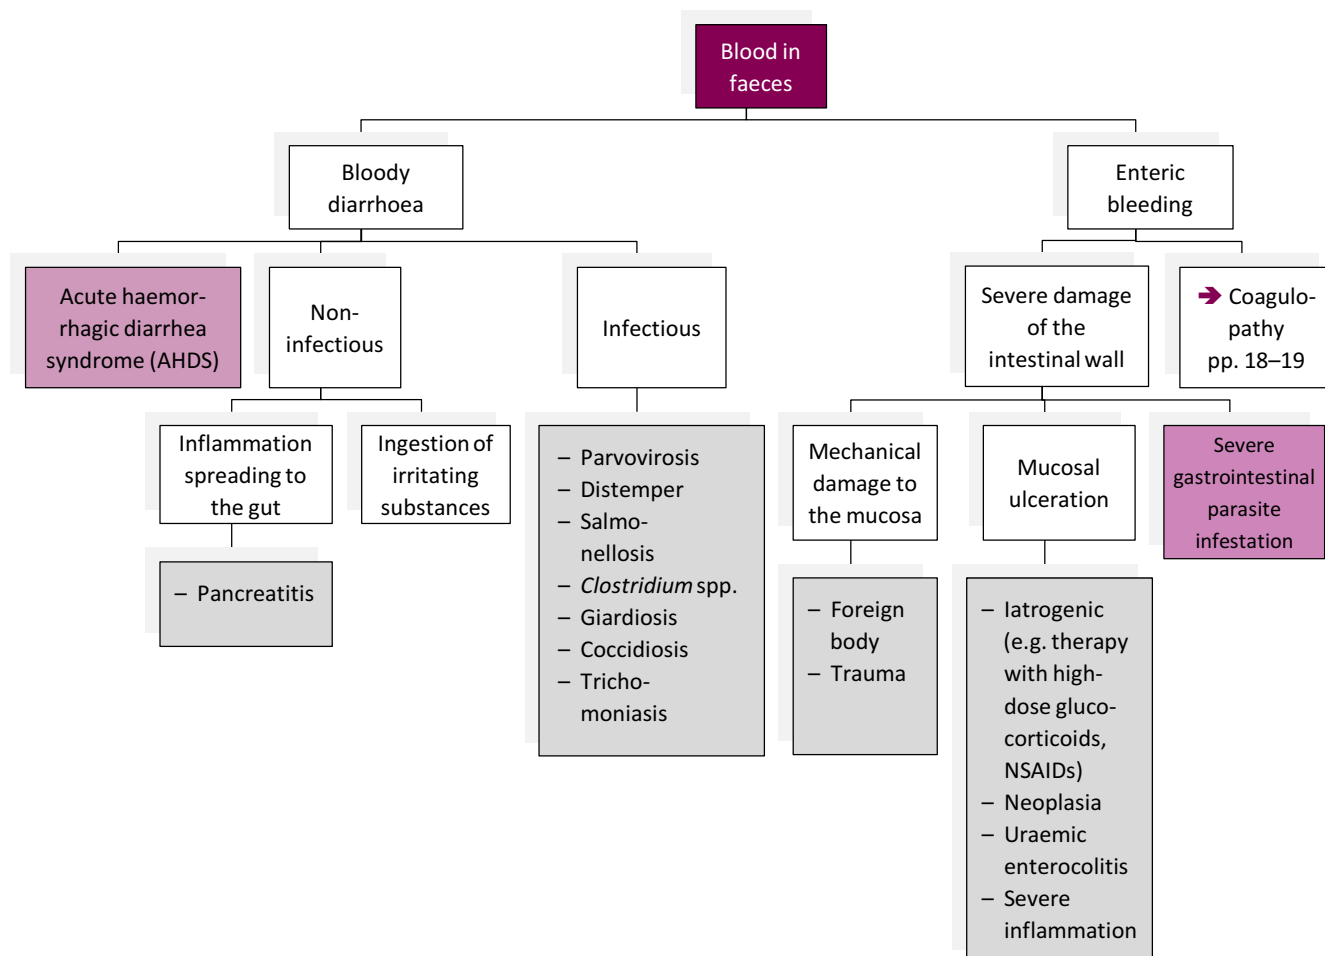 Blood in
faeces
Bloody
diarrhoea
Enteric
bleeding
Acute haemor-
rhagic diarrhea
syndrome (AHDS)
Non-
infectious
Infectious
Severe damage
of the
intestinal wall
➔ Coagulo-
pathy
pp. 18–19
Inflammation
spreading to
the gut
Ingestion of
irritating
substances
– Parvovirosis
– Distemper
– Salmo-
nellosis
– Clostridium spp.
– Giardiosis
– Coccidiosis
– Tricho-
moniasis
Mechanical
damage to
the mucosa
Mucosal
ulceration
Severe
gastrointestinal
parasite
infestation
– Pancreatitis
– Foreign
body
– Trauma
– Iatrogenic
(e.g. therapy
with high-
dose gluco-
corticoids,
NSAIDs)
– Neoplasia
– Uraemic
enterocolitis
– Severe
inflammation